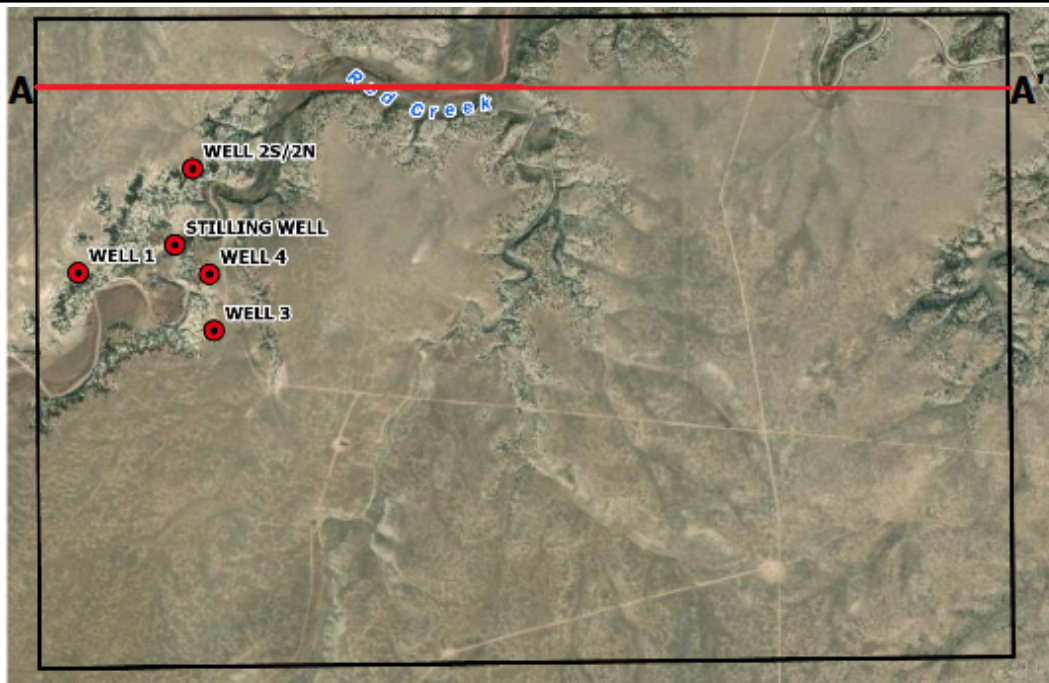 A
A'
Red Creek
WELL 2S/2N
STILLING WELL
WELL 1
WELL 4
WELL 3